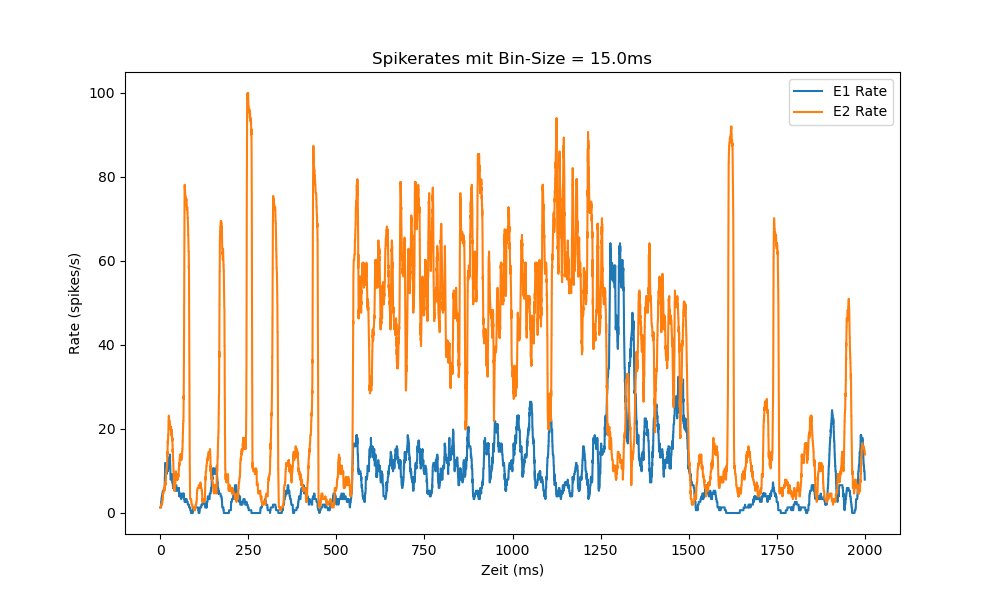 Spikerates mit Bin-Size = 15.0ms
E1 Rate
E2 Rate
Rate (spikes/s)
100
80
60
40
20
0
0 250 500 750 1000 1250 1500 1750 2000
Zeit (ms)